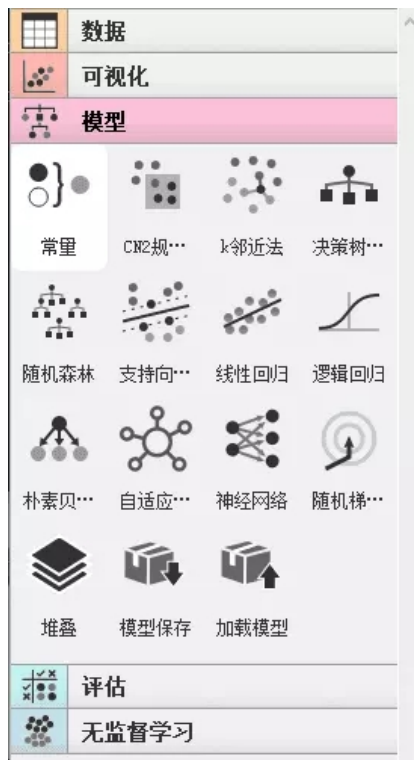 数据
可视化
模型
常量
CN2规···
k邻近法
决策树···
随机森林
支持向···
线性回归
逻辑回归
朴素贝···
自适应···
神经网络
随机梯···
堆叠
模型保存
加载模型
评估
无监督学习